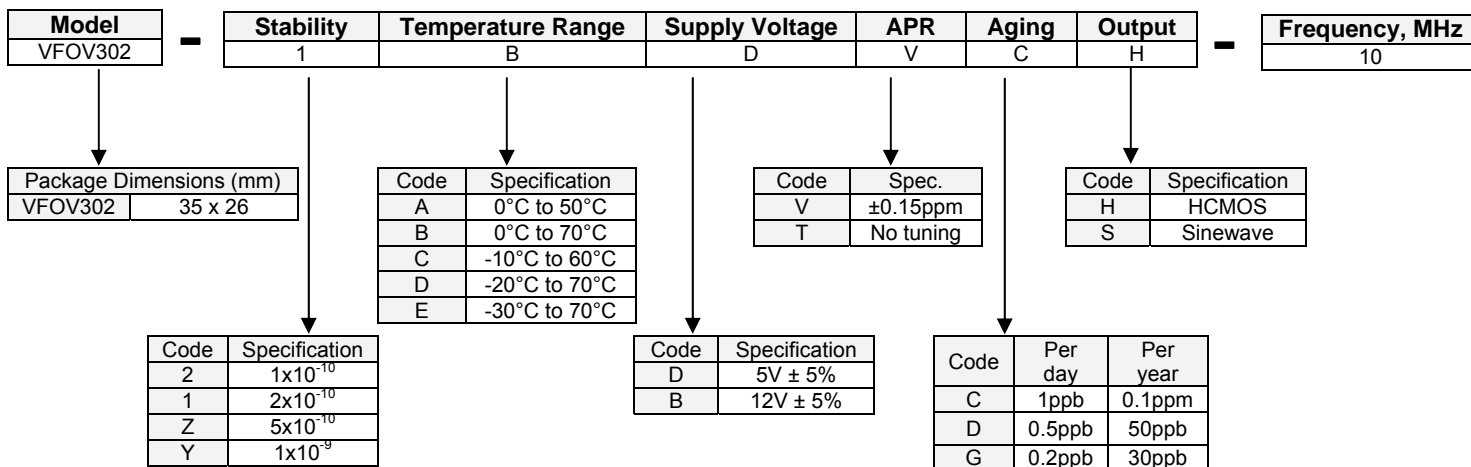 Model - Stability Temperature Range Supply Voltage APR Aging Output - Frequency, MHz
VFOV302 1 B D V C H 10
Package Dimensions (mm)
VFOV302 35 x 26
Code Specification
A 0°C to 50°C
B 0°C to 70°C
C -10°C to 60°C
D -20°C to 70°C
E -30°C to 70°C
Code Spec.
V ±0.15ppm
T No tuning
Code Specification
H HCMOS
S Sinewave
Code Specification
2 1x10⁻¹⁰
1 2x10⁻¹⁰
Z 5x10⁻¹⁰
Y 1x10⁻⁹
Code Specification
D 5V ± 5%
B 12V ± 5%
Code Per day Per year
C 1ppb 0.1ppm
D 0.5ppb 50ppb
G 0.2ppb 30ppb